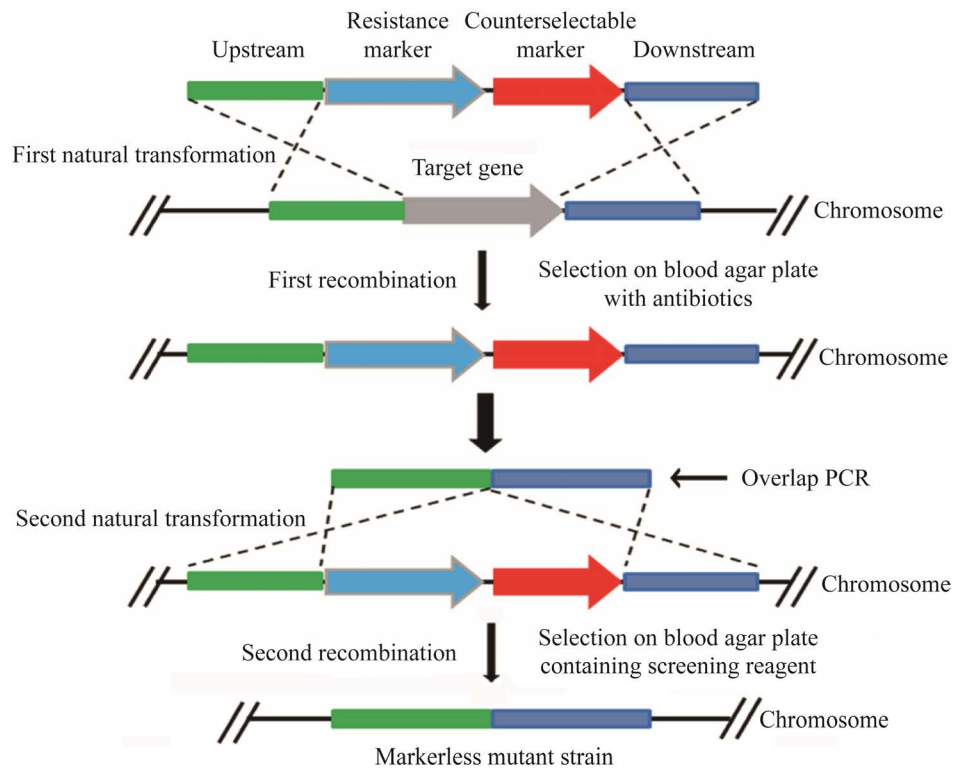 Upstream
Resistance
marker
Counterselectable
marker
Downstream
First natural transformation
Target gene
Chromosome
First recombination
Selection on blood agar plate
with antibiotics
Chromosome
Overlap PCR
Second natural transformation
Chromosome
Second recombination
Selection on blood agar plate
containing screening reagent
Chromosome
Markerless mutant strain